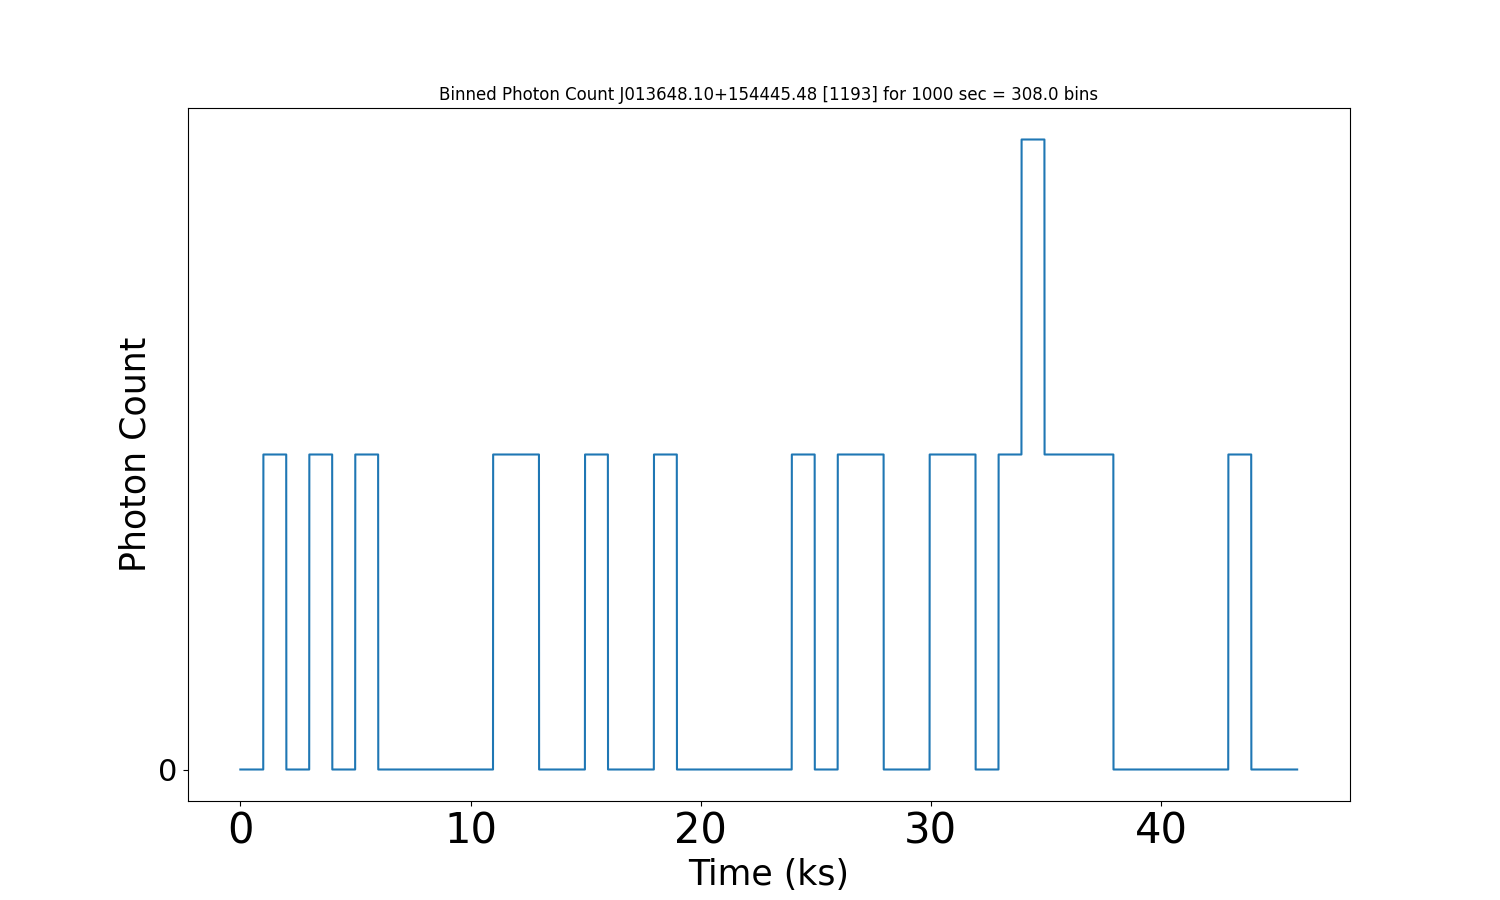 Binned Photon Count J013648.10+154445.48 [1193] for 1000 sec = 308.0 bins
Photon Count
0
0 10 20 30 40
Time (ks)